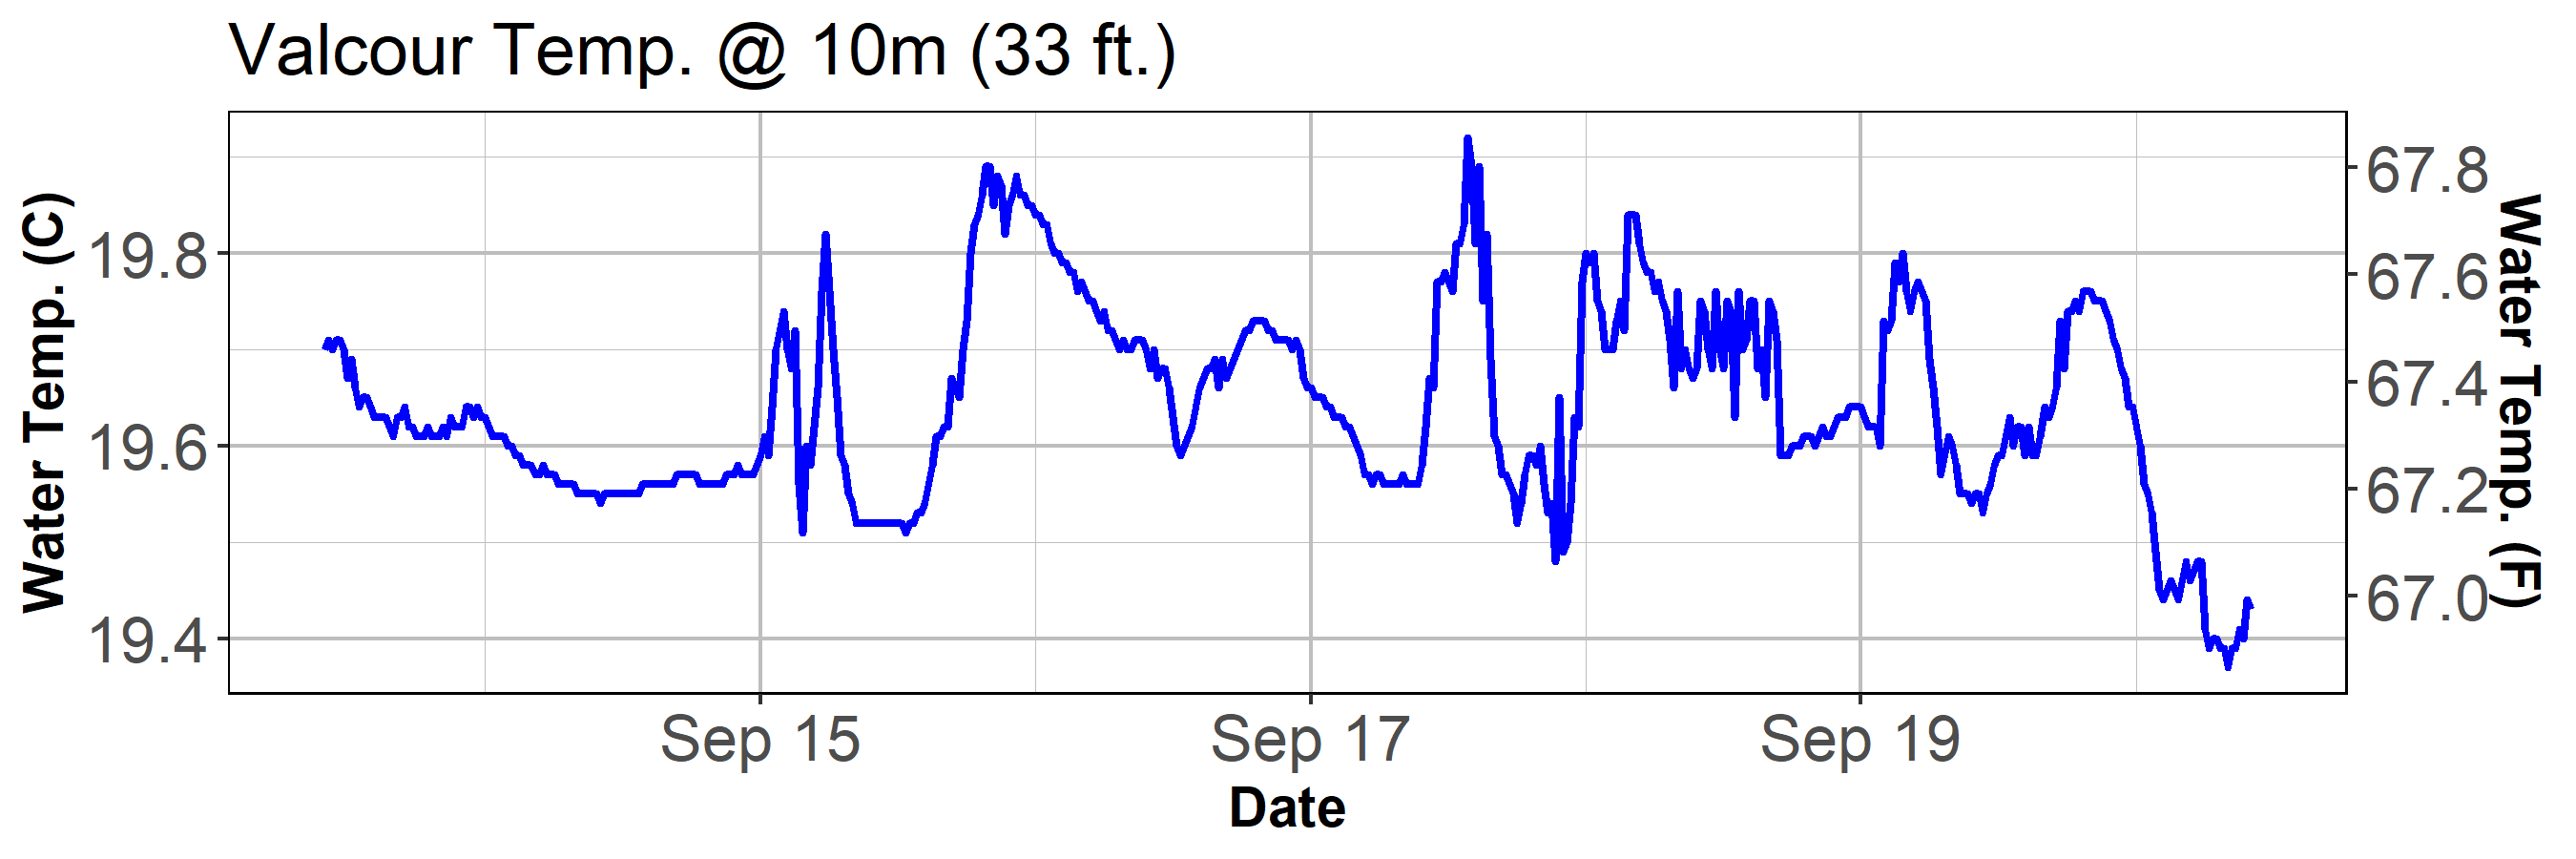 Valcour Temp. @ 10m (33 ft.)
Water Temp. (C)
19.8
19.6
19.4
67.8
67.6
67.4
67.2
67.0
Water Temp. (F)
Sep 15 Sep 17 Sep 19
Date